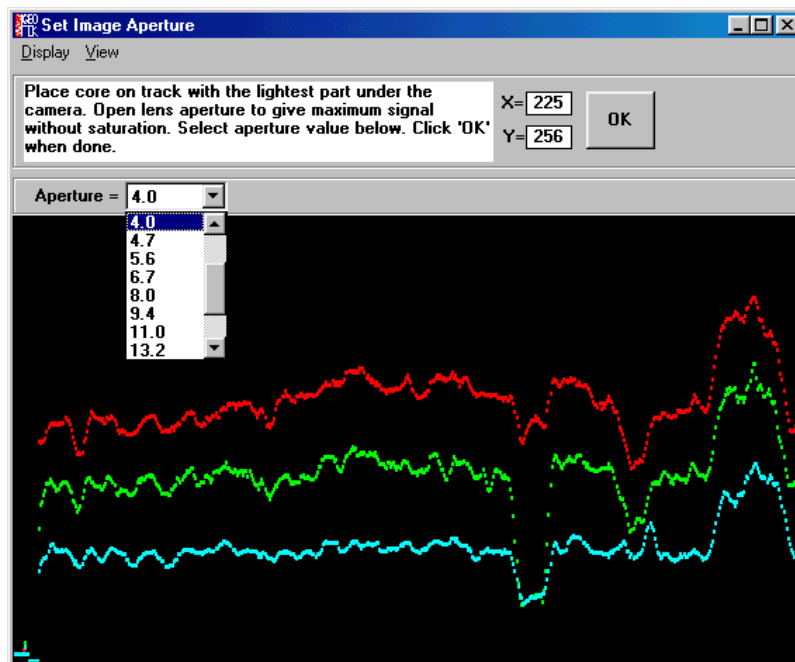 Set Image Aperture
Display View
Place core on track with the lightest part under the
camera. Open lens aperture to give maximum signal
without saturation. Select aperture value below. Click 'OK'
when done.
X= 225
Y= 256
OK
Aperture = 4.0
4.0
4.7
5.6
6.7
8.0
9.4
11.0
13.2